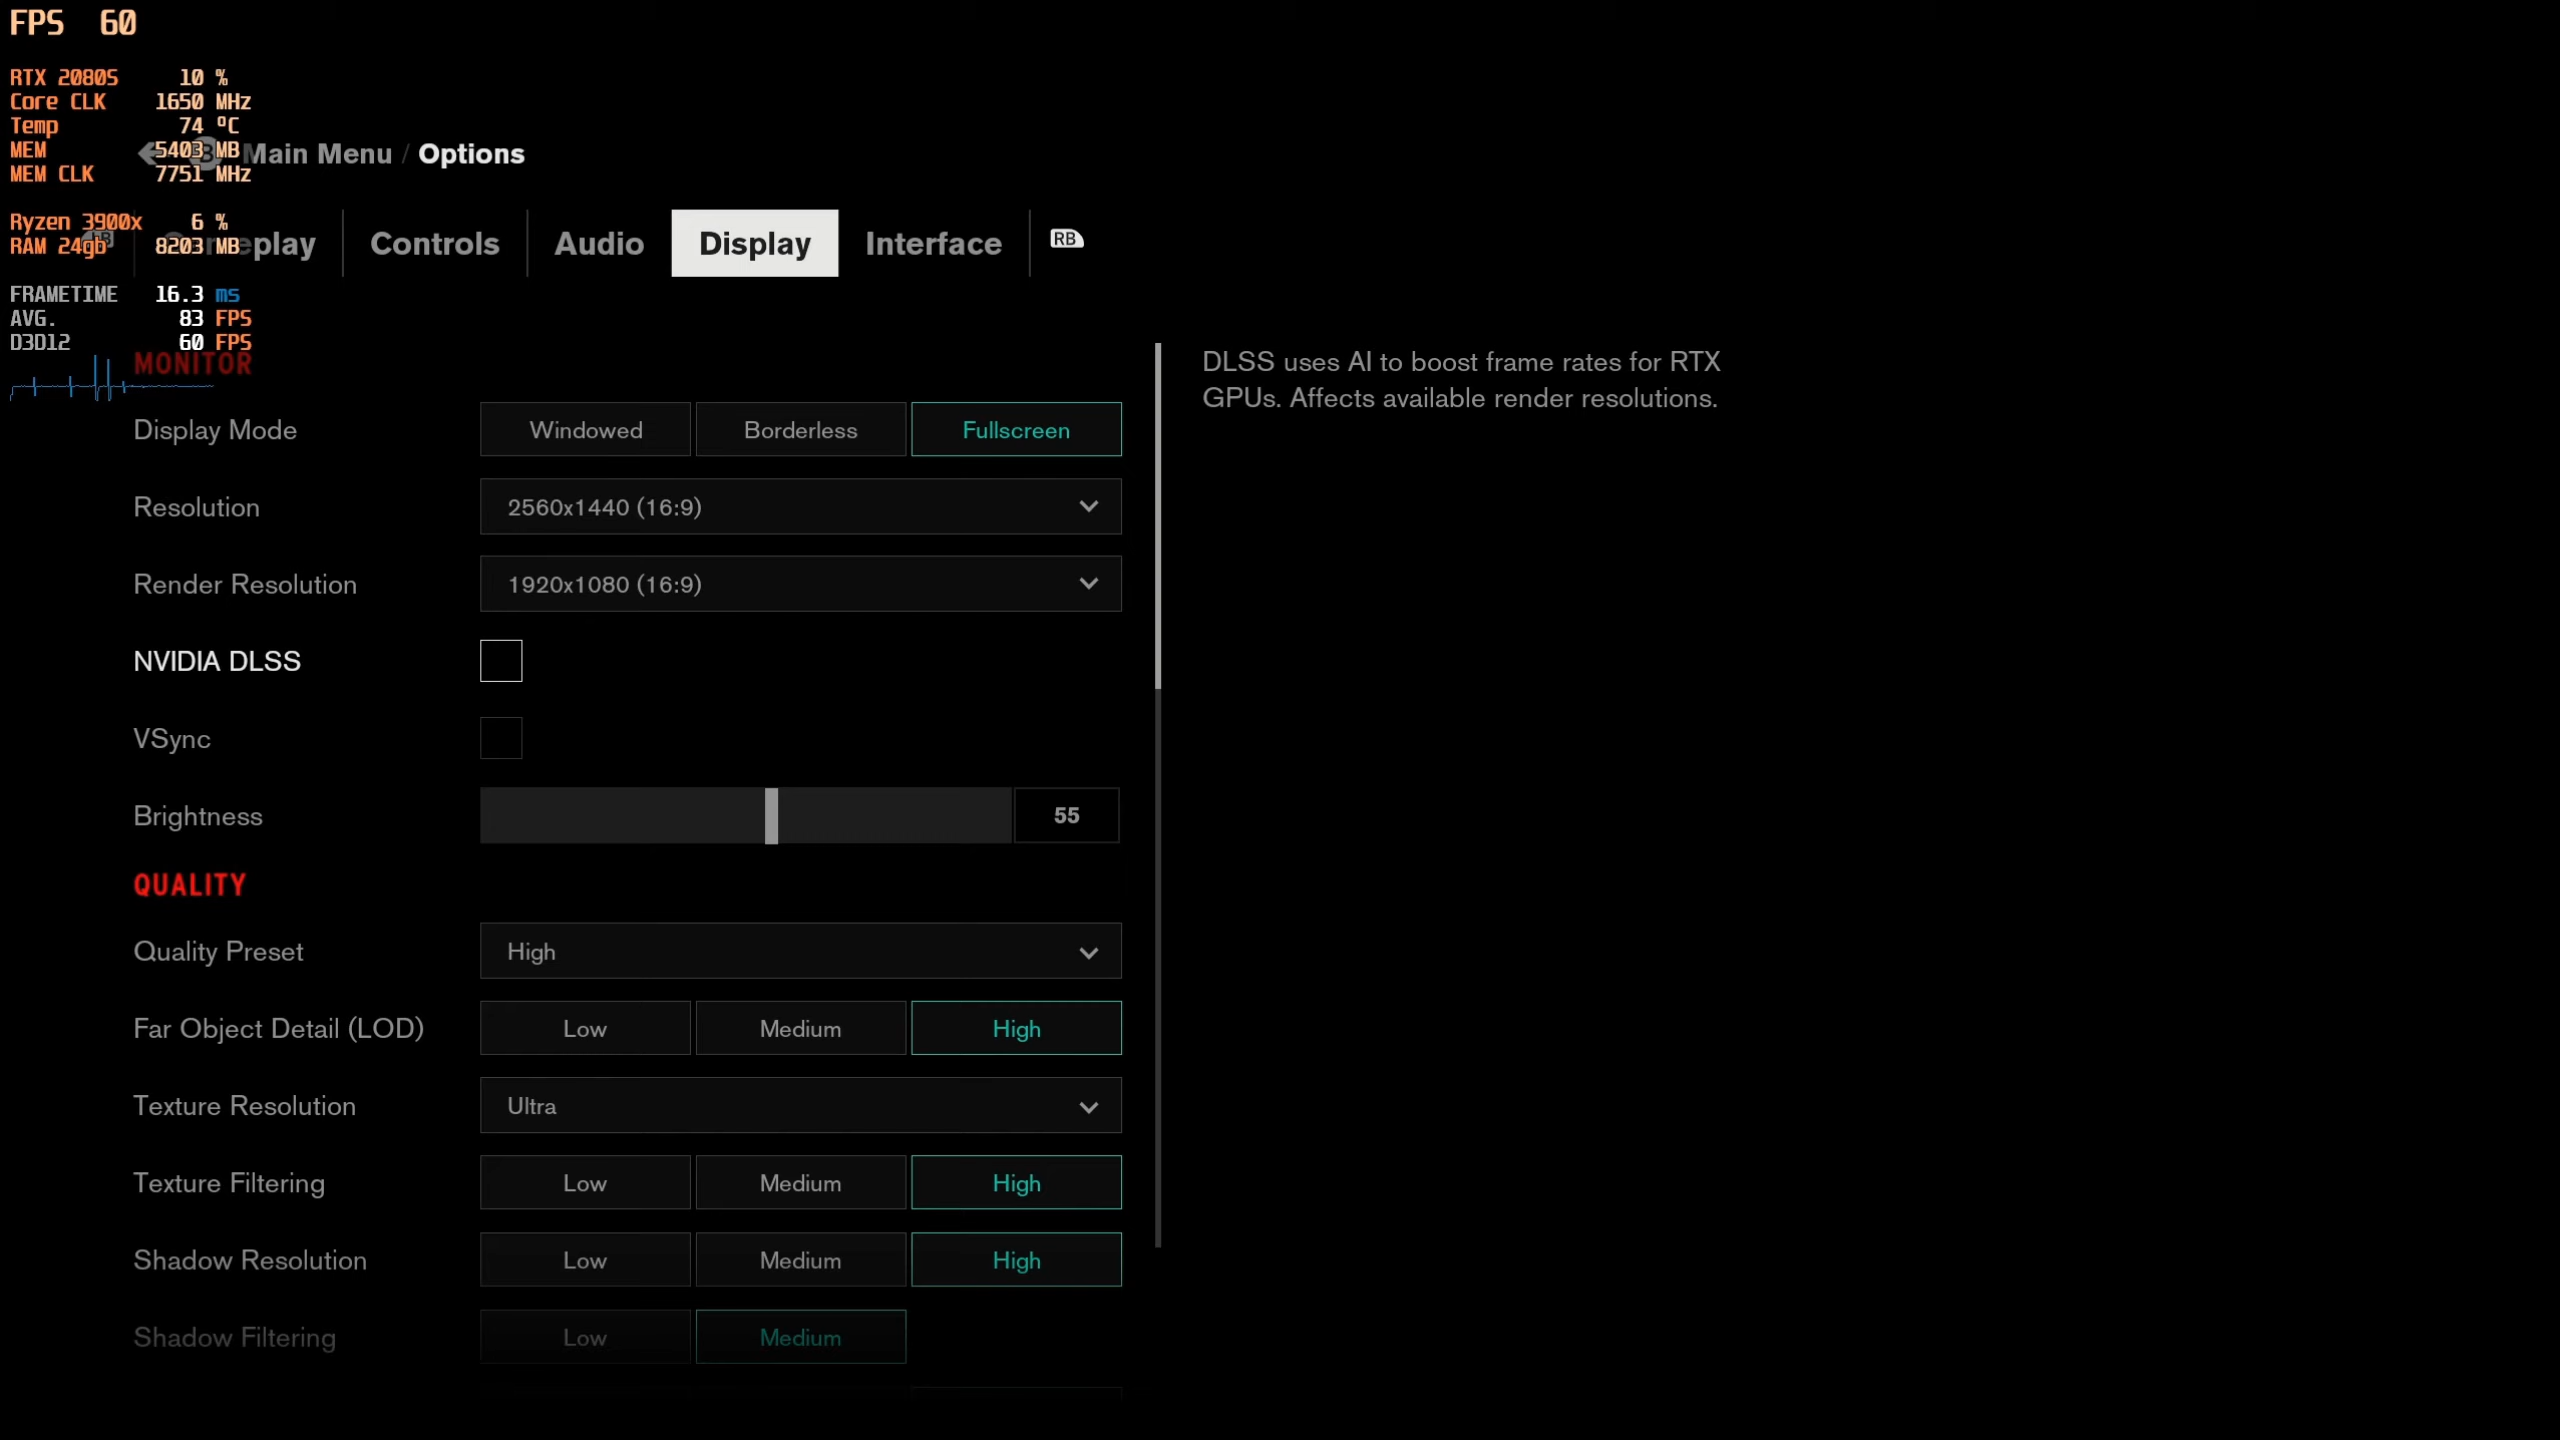 FPS 60
RTX 2080S 10 %
Core CLK 1650 MHz
Temp 74 °C
MEM 5403 MB
MEM CLK 7751 MHz
Main Menu / Options
Ryzen 3900x 6 %
RAM 24gb 8203 MB
Gameplay Controls Audio Display Interface RB
FRAMETIME 16.3 ms
AVG. 83 FPS
D3D12 60 FPS
MONITOR
DLSS uses AI to boost frame rates for RTX
GPUs. Affects available render resolutions.
Display Mode Windowed Borderless Fullscreen
Resolution 2560x1440 (16:9)
Render Resolution 1920x1080 (16:9)
NVIDIA DLSS
VSync
Brightness 55
QUALITY
Quality Preset High
Far Object Detail (LOD) Low Medium High
Texture Resolution Ultra
Texture Filtering Low Medium High
Shadow Resolution Low Medium High
Shadow Filtering Low Medium